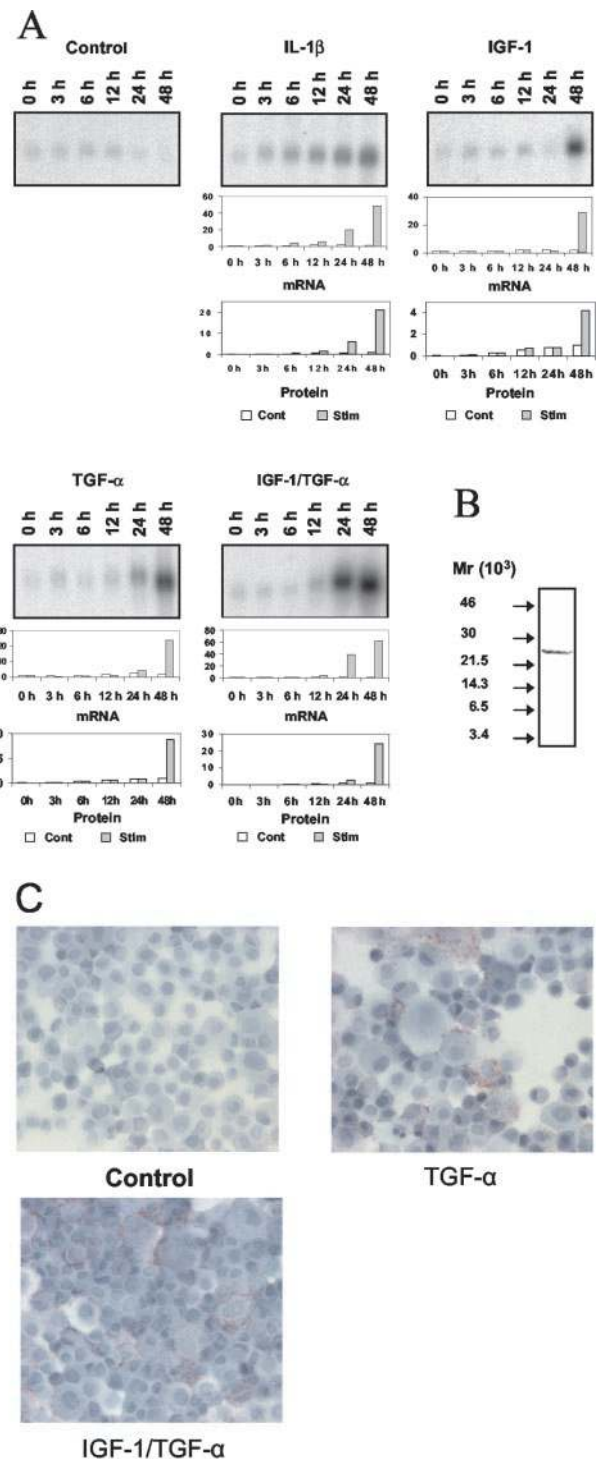 A
Control
IL-1β
IGF-1
0 h 3 h 6 h 12 h 24 h 48 h
0 h 3 h 6 h 12 h 24 h 48 h
0 h 3 h 6 h 12 h 24 h 48 h
60
40
20
0
0 h 3 h 6 h 12 h 24 h 48 h
mRNA
40
20
0
0 h 3 h 6 h 12 h 24 h 48 h
mRNA
20
10
0
0 h 3 h 6 h 12 h 24 h 48 h
Protein
Cont Stim
4
2
0
0h 3 h 6 h 12 h 24 h 48 h
Protein
Cont Stim
TGF-α
IGF-1/TGF-α
0 h 3 h 6 h 12 h 24 h 48 h
0 h 3 h 6 h 12 h 24 h 48 h
0 h 3 h 6 h 12 h 24 h 48 h
mRNA
80
60
40
20
0
0 h 3 h 6 h 12 h 24 h 48 h
mRNA
0h 3h 6h 12h 24h 48h
Protein
Cont Stim
30
20
10
0
0h 3h 6h 12h 24h 48h
Protein
Cont Stim
B
Mr (10³)
46
30
21.5
14.3
6.5
3.4
C
Control
TGF-α
IGF-1/TGF-α